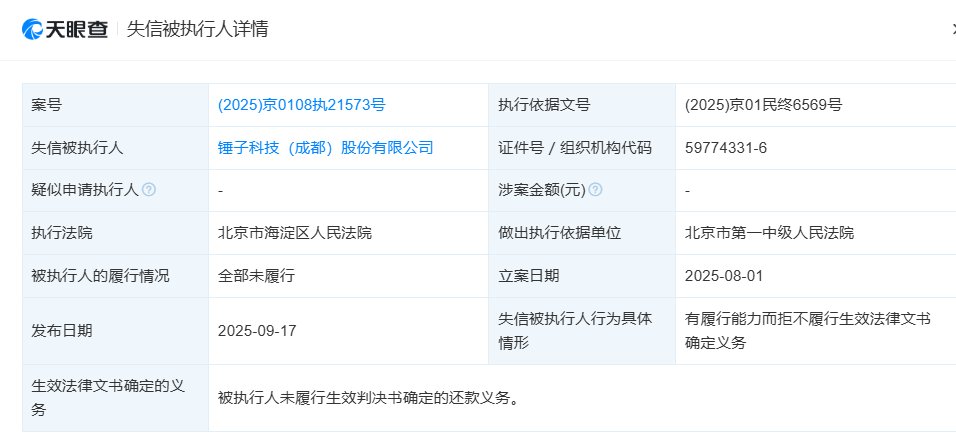 天眼查 失信被执行人详情
案号 (2025)京0108执21573号 执行依据文号 (2025)京01民终6569号
失信被执行人 锤子科技（成都）股份有限公司 证件号 / 组织机构代码 59774331-6
疑似申请执行人? - 涉案金额(元)? -
执行法院 北京市海淀区人民法院 做出执行依据单位 北京市第一中级人民法院
被执行人的履行情况 全部未履行 立案日期 2025-08-01
发布日期 2025-09-17 失信被执行人行为具体
情形 有履行能力而拒不履行生效法律文书
确定义务
生效法律文书确定的义
务 被执行人未履行生效判决书确定的还款义务。